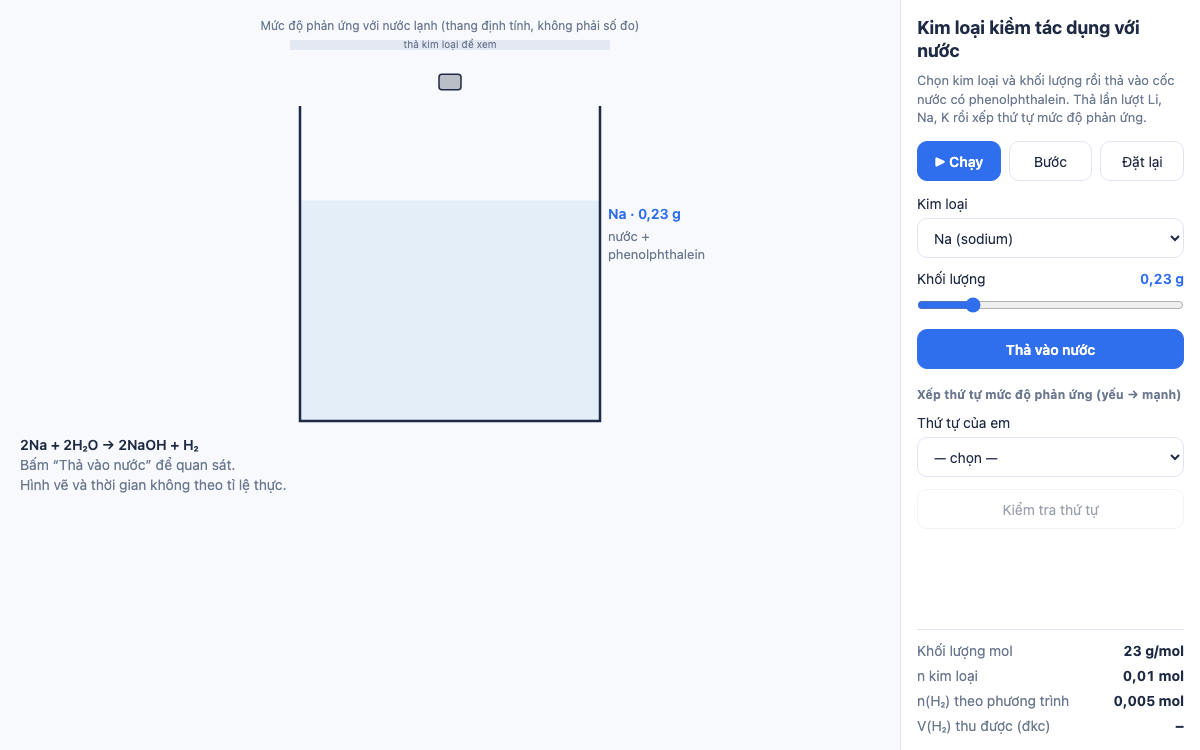 Mức độ phản ứng với nước lạnh (thang định tính, không phải số đo)
thả kim loại để xem
Na · 0,23 g
nước +
phenolphthalein
2Na + 2H₂O → 2NaOH + H₂
Bấm “Thả vào nước” để quan sát.
Hình vẽ và thời gian không theo tỉ lệ thực.
Kim loại kiềm tác dụng với
nước
Chọn kim loại và khối lượng rồi thả vào cốc
nước có phenolphthalein. Thả lần lượt Li,
Na, K rồi xếp thứ tự mức độ phản ứng.
▶ Chạy
Bước
Đặt lại
Kim loại
Na (sodium)
Khối lượng 0,23 g
Thả vào nước
Xếp thứ tự mức độ phản ứng (yếu → mạnh)
Thứ tự của em
— chọn —
Kiểm tra thứ tự
Khối lượng mol 23 g/mol
n kim loại 0,01 mol
n(H₂) theo phương trình 0,005 mol
V(H₂) thu được (đkc) –